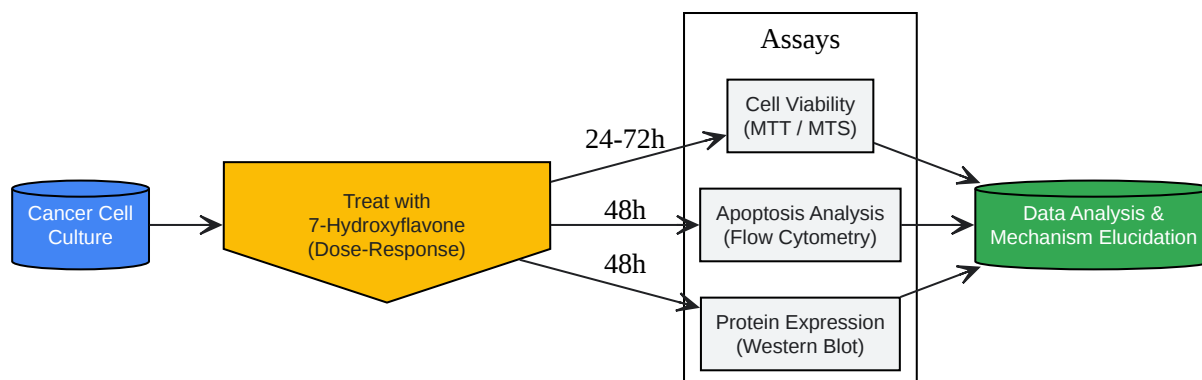 Cancer Cell
Culture
Treat with
7-Hydroxyflavone
(Dose-Response)
24-72h
48h
48h
Assays
Cell Viability
(MTT / MTS)
Apoptosis Analysis
(Flow Cytometry)
Protein Expression
(Western Blot)
Data Analysis &
Mechanism Elucidation